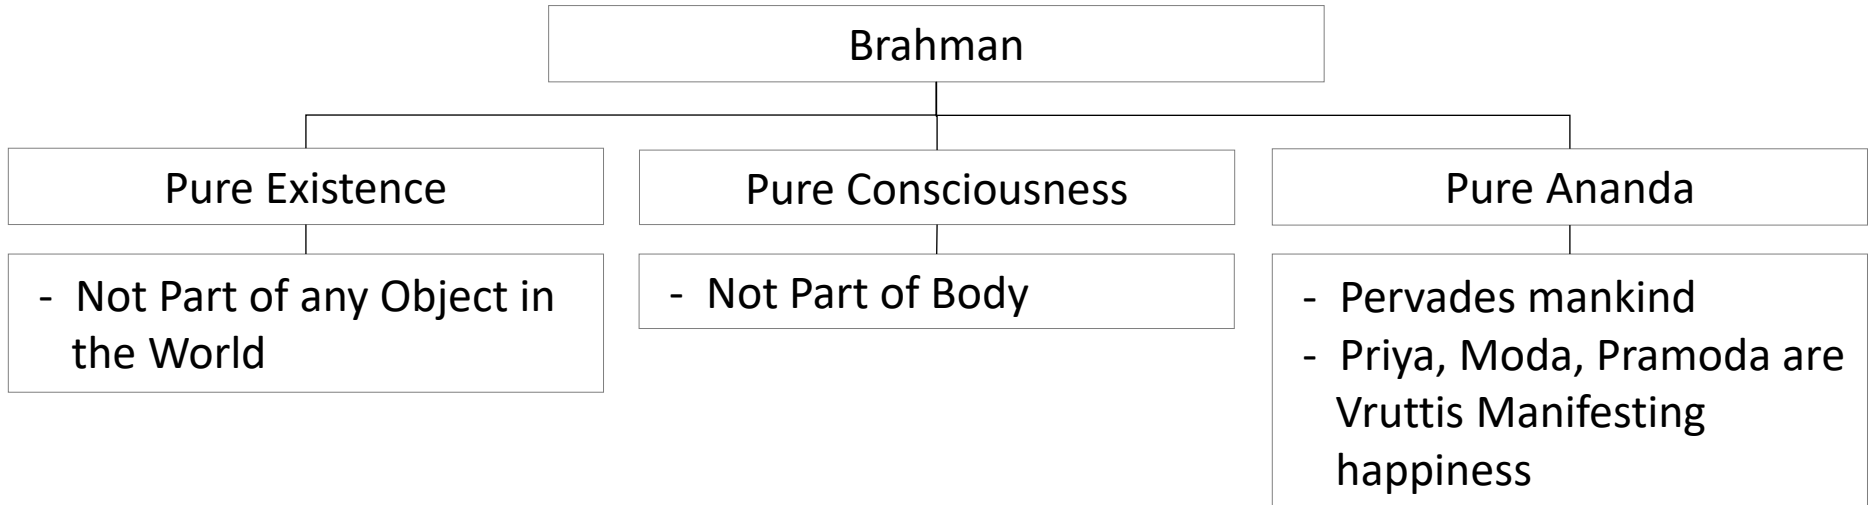 Brahman
Pure Existence
Pure Consciousness
Pure Ananda
- Not Part of any Object in
the World
- Not Part of Body
- Pervades mankind
- Priya, Moda, Pramoda are
Vruttis Manifesting
happiness